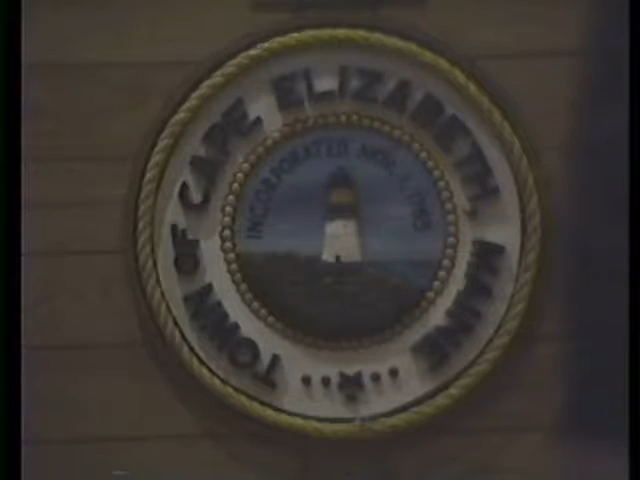 TOWN OF CAPE ELIZABETH, MAINE
INCORPORATED NOV. 1, 1765